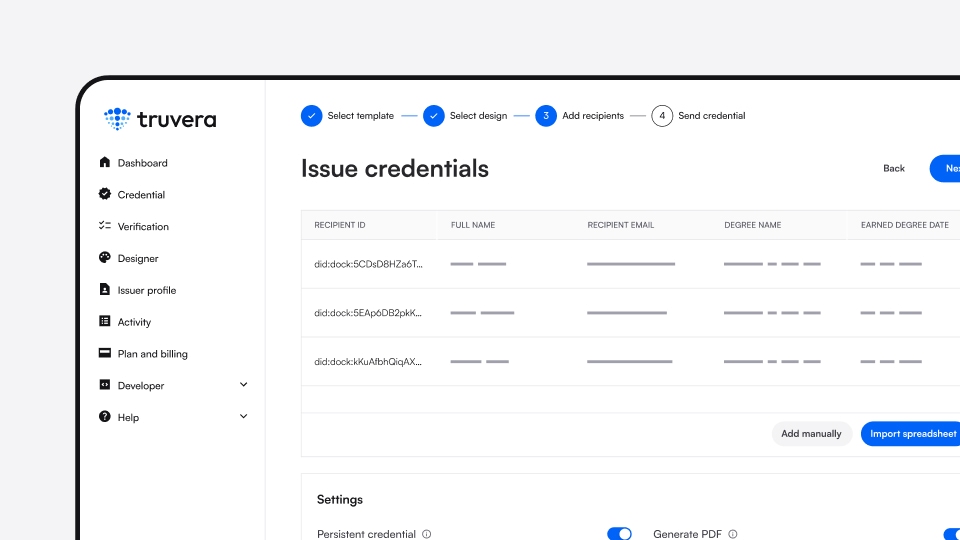 truvera
Dashboard
Credential
Verification
Designer
Issuer profile
Activity
Plan and billing
Developer
Help
Select template
Select design
3 Add recipients
4 Send credential
Issue credentials
Back
RECIPIENT ID FULL NAME RECIPIENT EMAIL DEGREE NAME EARNED DEGREE DATE
did:dock:5CDsD8HZa6T...
did:dock:5EAp6DB2pkK...
did:dock:kKuAfbhQiqAX...
Add manually Import spreadsheet
Settings
Persistent credential Generate PDF